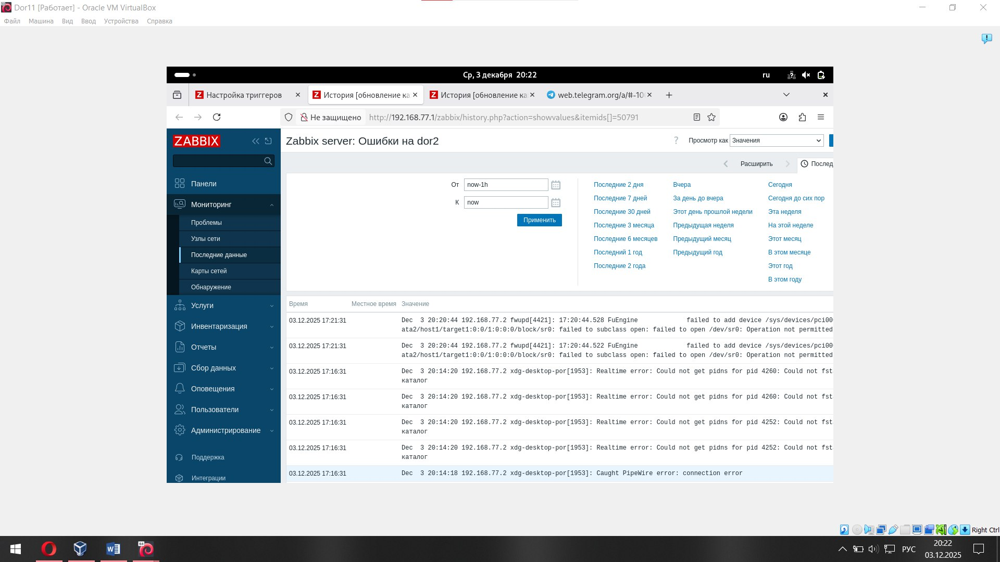 Dor11 [Работает] - Oracle VM VirtualBox
Файл Машина Вид Ввод Устройства Справка
Ср, 3 декабря 20:22
ru
Настройка триггеров
История [обновление ка
История [обновление ка
web.telegram.org/a/#-10
Не защищено
http://192.168.77.1/zabbix/history.php?action=showvalues&itemids[]=50791
ZABBIX
Zabbix server: Ошибки на dor2
?
Просмотр как
Значения
Расширить
Послед
Панели
Мониторинг
Проблемы
Узлы сети
Последние данные
Карты сетей
Обнаружение
Услуги
Инвентаризация
Отчеты
Сбор данных
Оповещения
Пользователи
Администрирование
Поддержка
Интеграции
От
now-1h
К
now
Применить
Последние 2 дня
Вчера
Сегодня
Последние 7 дней
За день до вчера
Сегодня до сих пор
Последние 30 дней
Этот день прошлой недели
Эта неделя
Последние 3 месяца
Предыдущая неделя
На этой неделе
Последние 6 месяцев
Предыдущий месяц
Этот месяц
Последний 1 год
Предыдущий год
В этом месяце
Последние 2 года
Этот год
В этом году
Время Местное время Значение
03.12.2025 17:21:31 Dec  3 20:20:44 192.168.77.2 fwupd[4421]: 17:20:44.528 FuEngine             failed to add device /sys/devices/pci00
ata2/host1/target1:0:0/1:0:0:0/block/sr0: failed to subclass open: failed to open /dev/sr0: Operation not permitted
03.12.2025 17:21:31 Dec  3 20:20:44 192.168.77.2 fwupd[4421]: 17:20:44.522 FuEngine             failed to add device /sys/devices/pci00
ata2/host1/target1:0:0/1:0:0:0/block/sr0: failed to subclass open: failed to open /dev/sr0: Operation not permitted
03.12.2025 17:16:31 Dec  3 20:14:20 192.168.77.2 xdg-desktop-por[1953]: Realtime error: Could not get pidns for pid 4260: Could not fst
каталог
03.12.2025 17:16:31 Dec  3 20:14:20 192.168.77.2 xdg-desktop-por[1953]: Realtime error: Could not get pidns for pid 4260: Could not fst
каталог
03.12.2025 17:16:31 Dec  3 20:14:20 192.168.77.2 xdg-desktop-por[1953]: Realtime error: Could not get pidns for pid 4252: Could not fst
каталог
03.12.2025 17:16:31 Dec  3 20:14:20 192.168.77.2 xdg-desktop-por[1953]: Realtime error: Could not get pidns for pid 4252: Could not fst
каталог
03.12.2025 17:16:31 Dec  3 20:14:18 192.168.77.2 xdg-desktop-por[1953]: Caught PipeWire error: connection error
Right Ctrl
РУС
20:22
03.12.2025